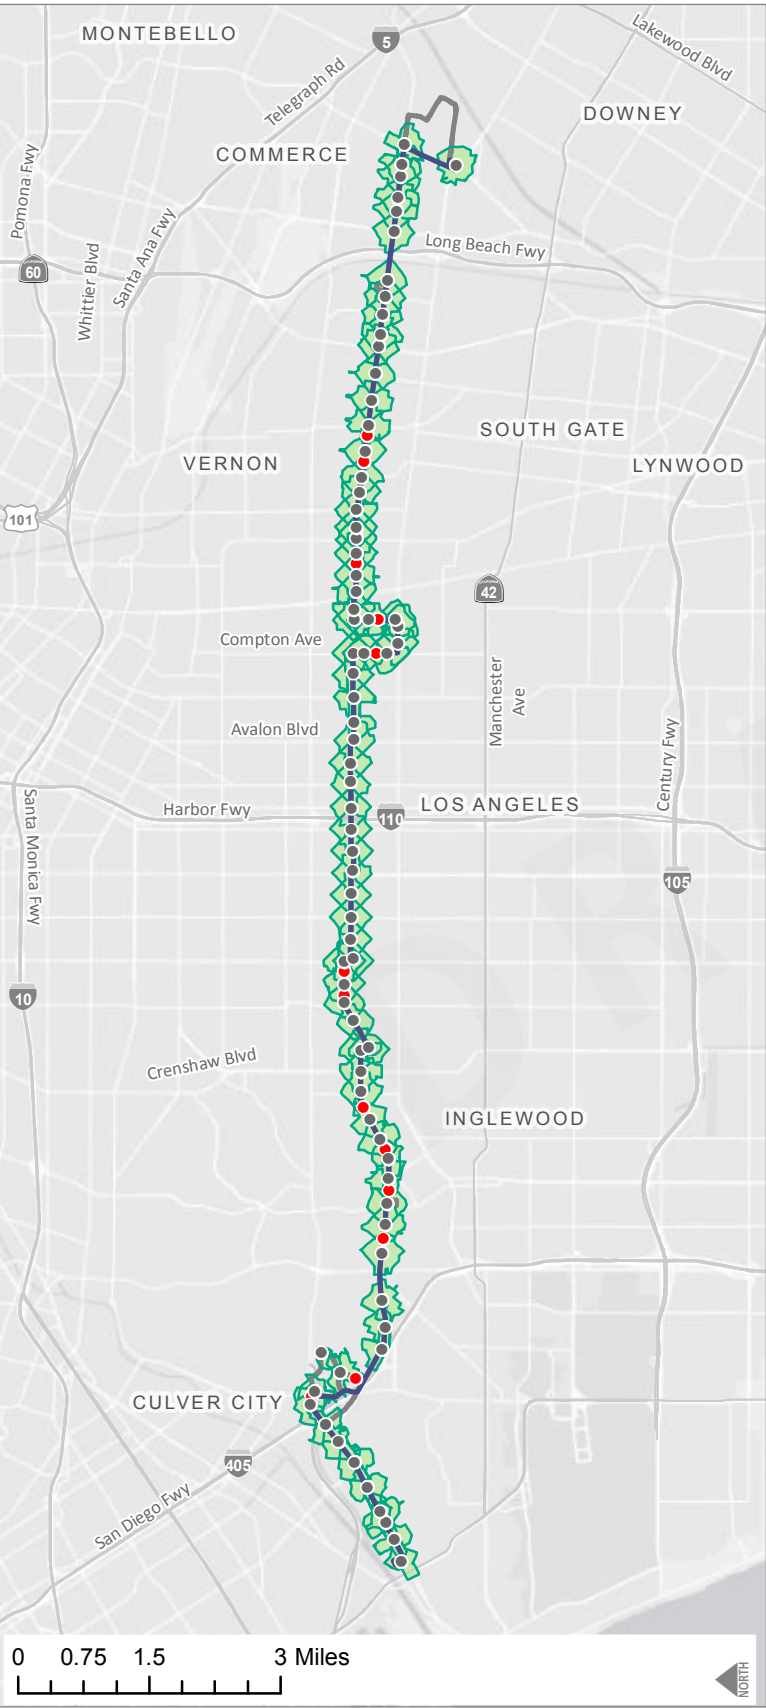 MONTEBELLO
5
Lakewood Blvd
Telegraph Rd
DOWNEY
COMMERCE
Pomona Fwy
Santa Ana Fwy
Long Beach Fwy
60
Whittier Blvd
SOUTH GATE
VERNON
LYNWOOD
101
42
Compton Ave
Manchester
Ave
Avalon Blvd
Century Fwy
Harbor Fwy
LOS ANGELES
110
Santa Monica Fwy
105
10
Crenshaw Blvd
INGLEWOOD
CULVER CITY
405
San Diego Fwy
0 0.75 1.5 3 Miles
NORTH